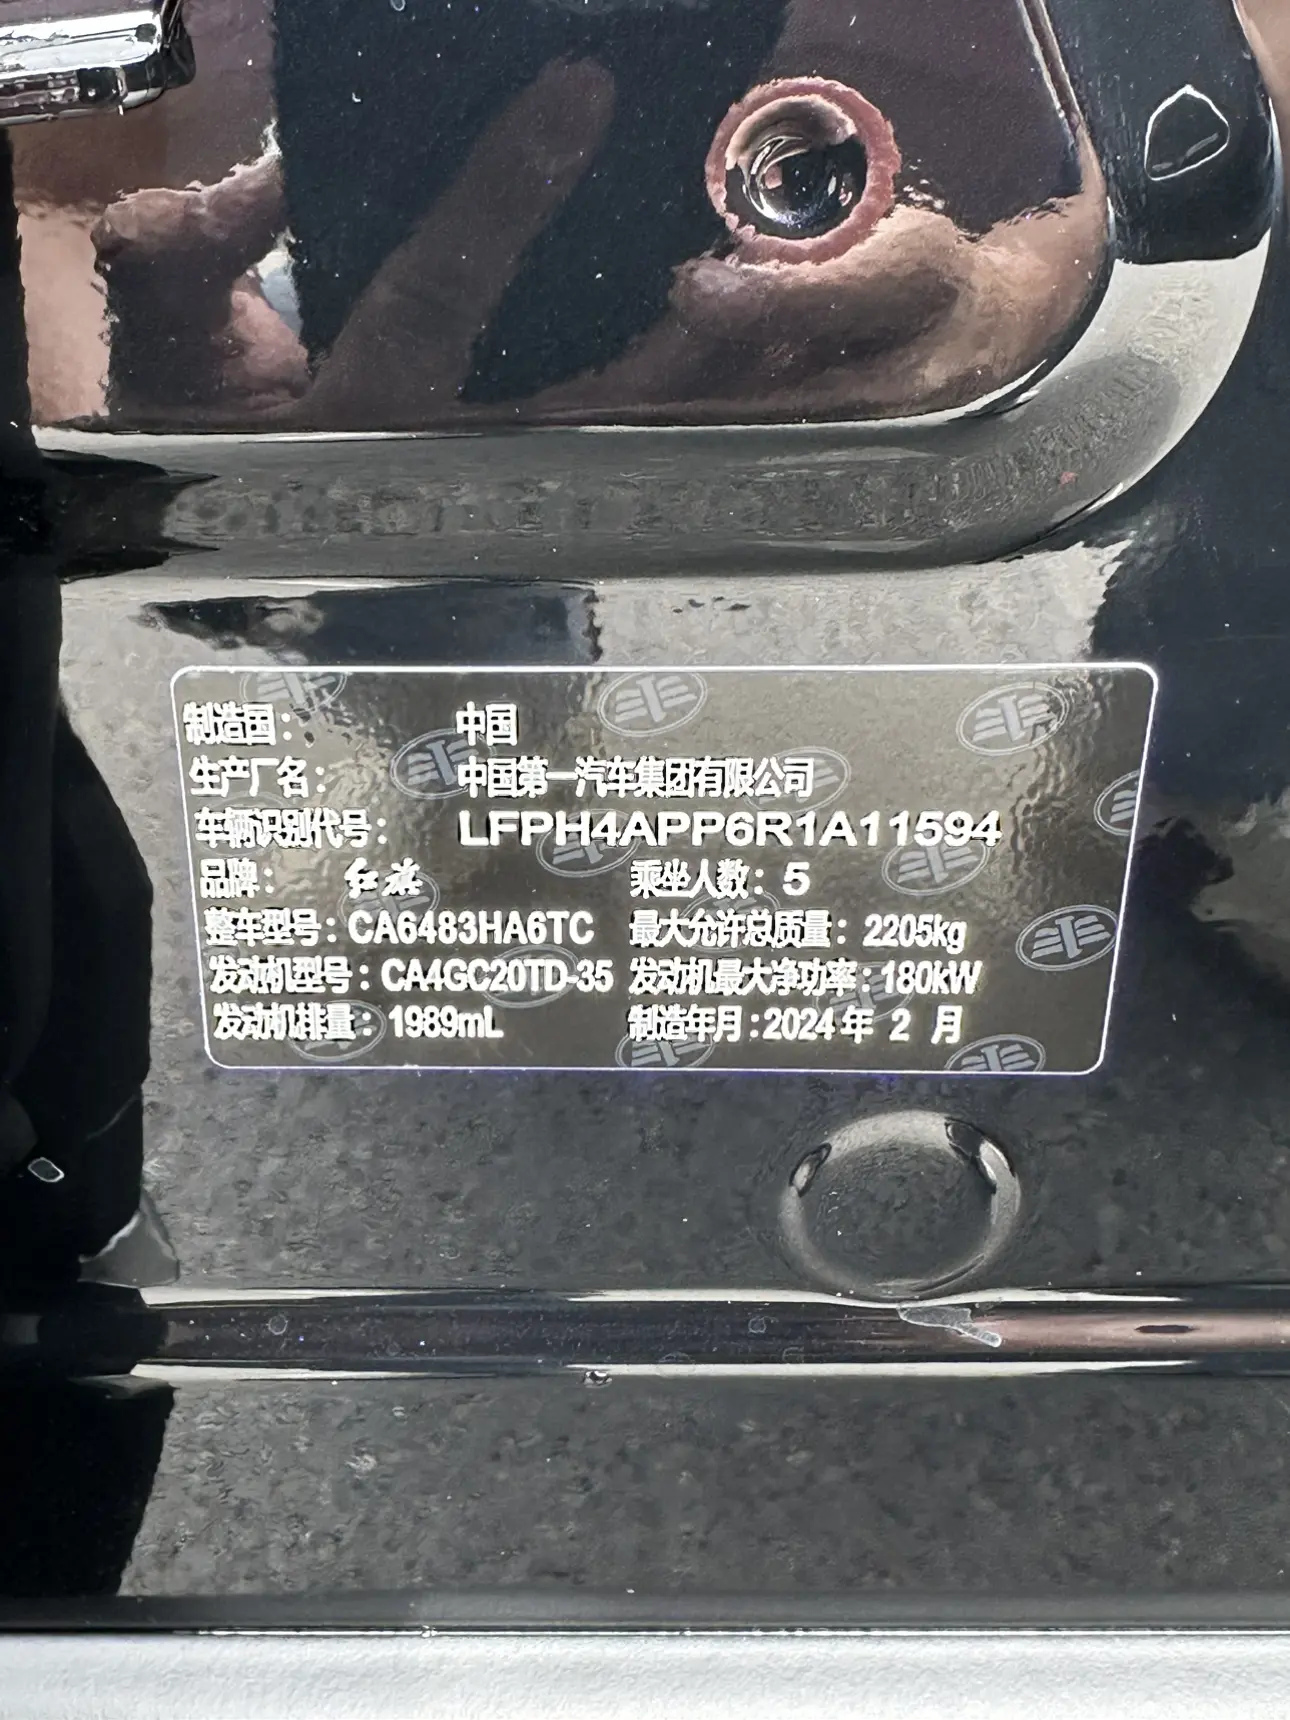 制造国： 中国
生产厂名： 中国第一汽车集团有限公司
车辆识别代号： LFPH4APP6R1A11594
品牌： 红旗 乘坐人数：5
整车型号：CA6483HA6TC 最大允许总质量：2205kg
发动机型号：CA4GC20TD-35 发动机最大净功率：180kW
发动机排量：1989mL 制造年月：2024年 2 月